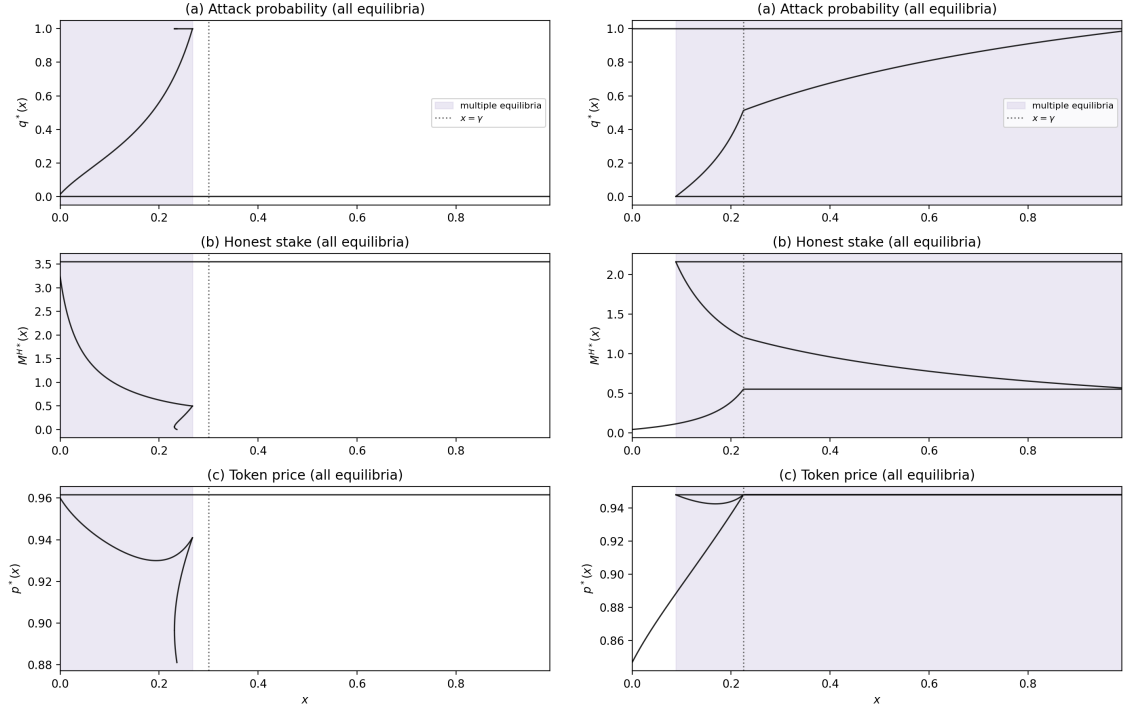 (a) Attack probability (all equilibria)
1.0
0.8
0.6
0.4
0.2
0.0
q*(x)
multiple equilibria
x = γ
0.0 0.2 0.4 0.6 0.8
(b) Honest stake (all equilibria)
3.5
3.0
2.5
2.0
1.5
1.0
0.5
0.0
M^{H*}(x)
0.0 0.2 0.4 0.6 0.8
(c) Token price (all equilibria)
0.96
0.94
0.92
0.90
0.88
p*(x)
0.0 0.2 0.4 0.6 0.8
x
(a) Attack probability (all equilibria)
1.0
0.8
0.6
0.4
0.2
0.0
q*(x)
multiple equilibria
x = γ
0.0 0.2 0.4 0.6 0.8
(b) Honest stake (all equilibria)
2.0
1.5
1.0
0.5
0.0
M^{H*}(x)
0.0 0.2 0.4 0.6 0.8
(c) Token price (all equilibria)
0.94
0.92
0.90
0.88
0.86
p*(x)
0.0 0.2 0.4 0.6 0.8
x